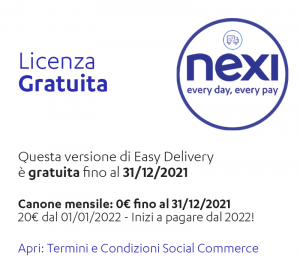 Licenza
Gratuita
nexi
every day, every pay
Questa versione di Easy Delivery
è gratuita fino al 31/12/2021
Canone mensile: 0€ fino al 31/12/2021
20€ dal 01/01/2022 - Inizi a pagare dal 2022!
Apri: Termini e Condizioni Social Commerce